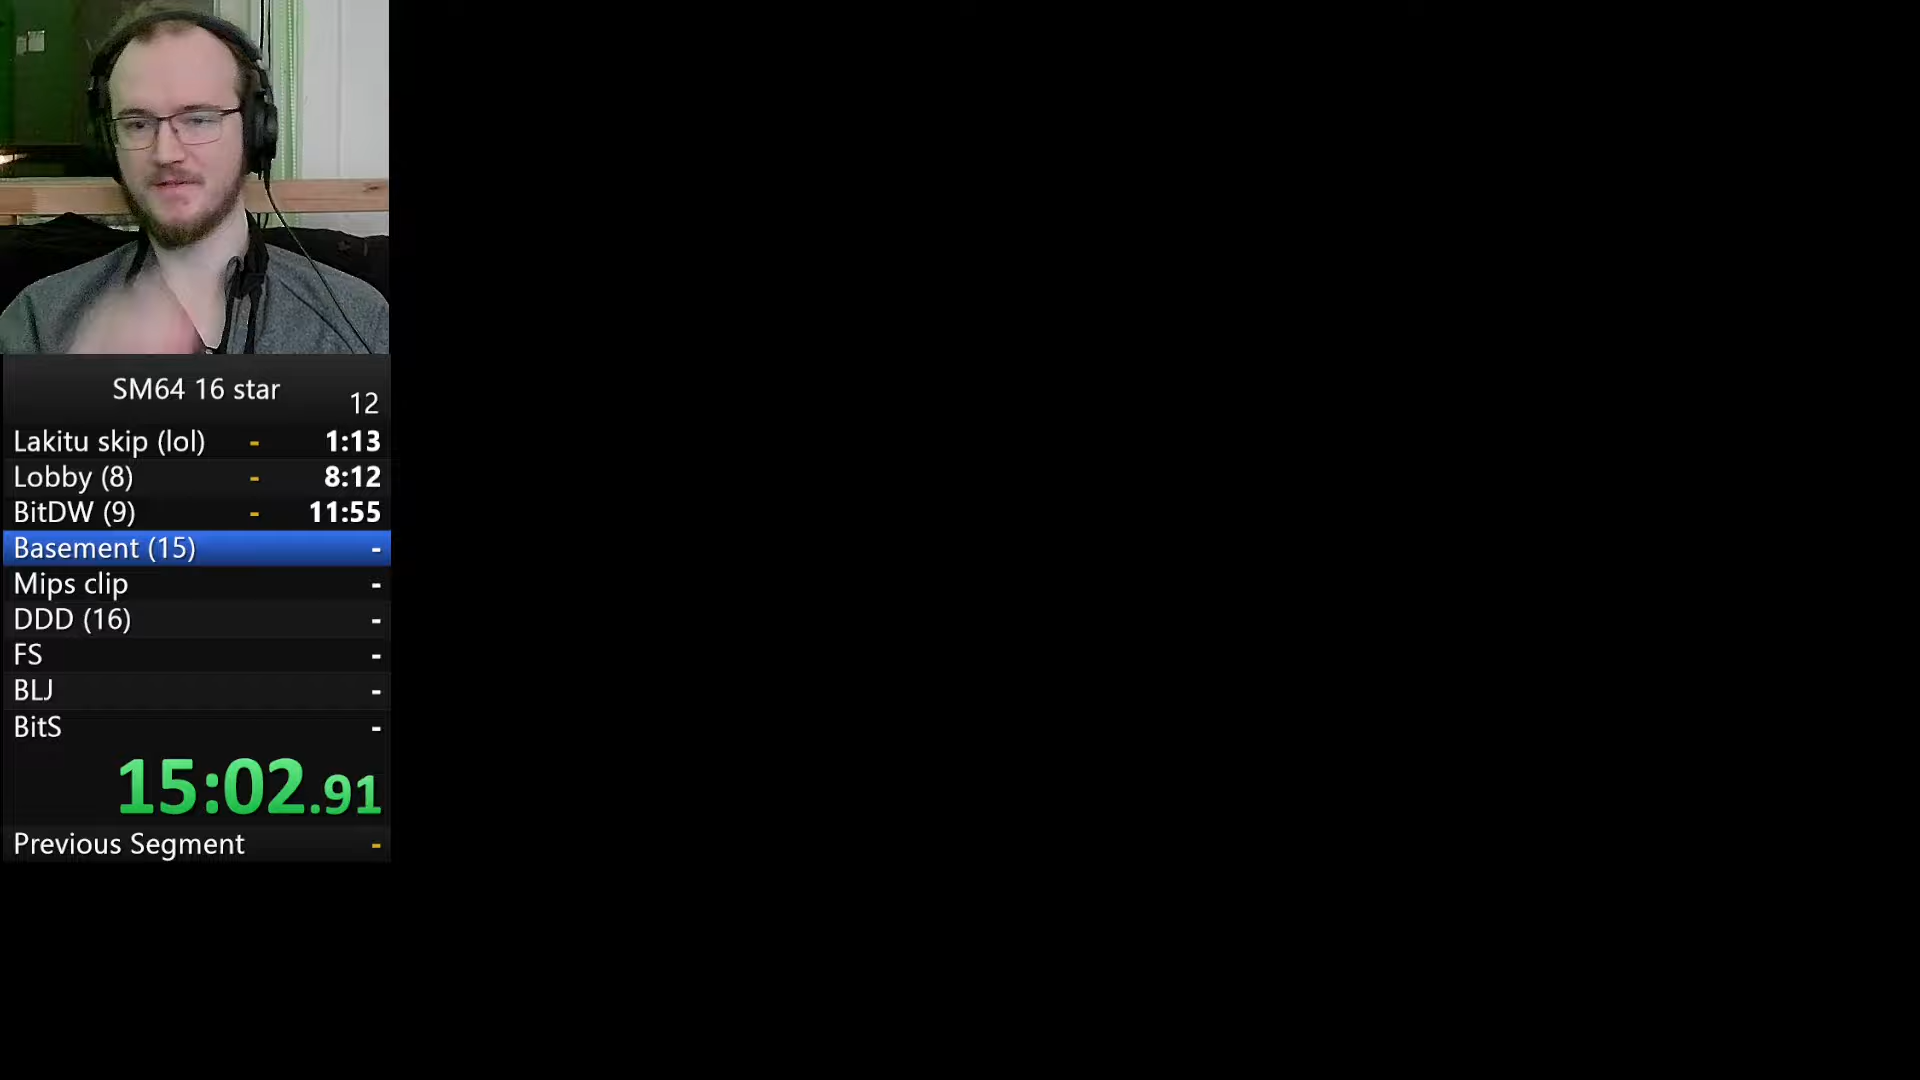 SM64 16 star
12
Lakitu skip (lol) - 1:13
Lobby (8) - 8:12
BitDW (9) - 11:55
Basement (15) -
Mips clip -
DDD (16) -
FS -
BLJ -
BitS -
15:02.91
Previous Segment -